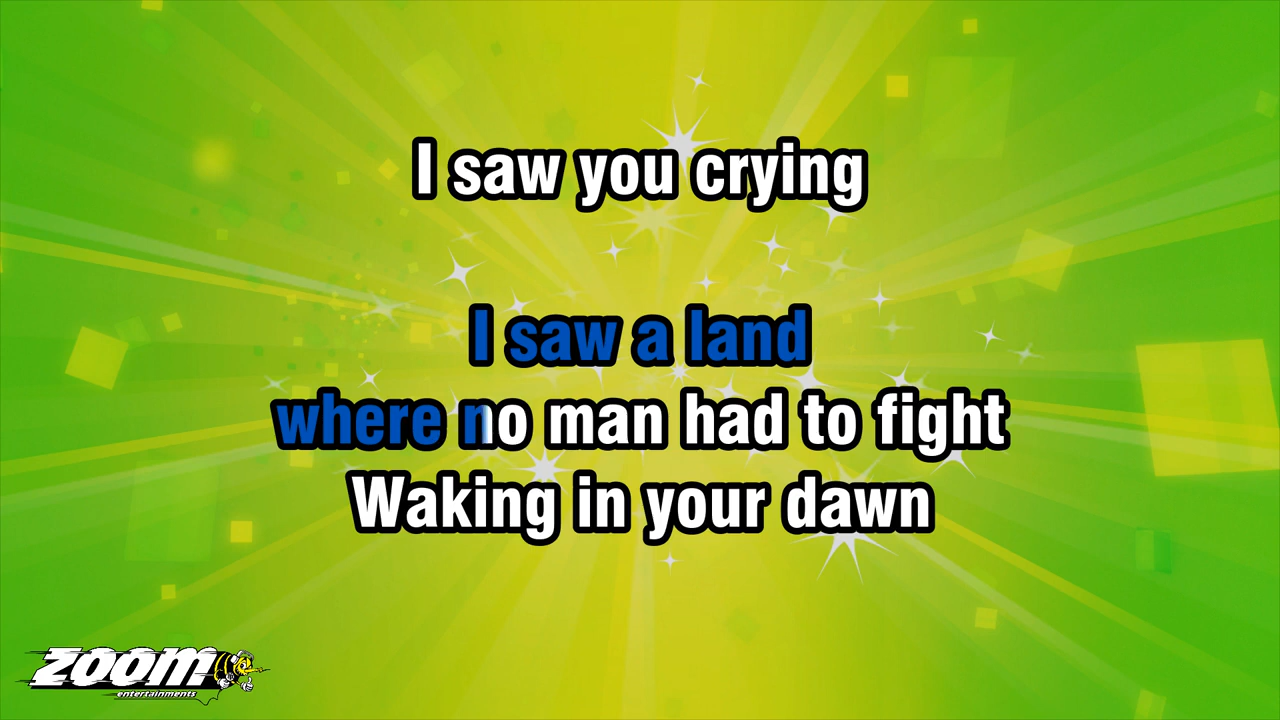 I saw you crying
I saw a land
where no man had to fight
Waking in your dawn
ZOOM
entertainments